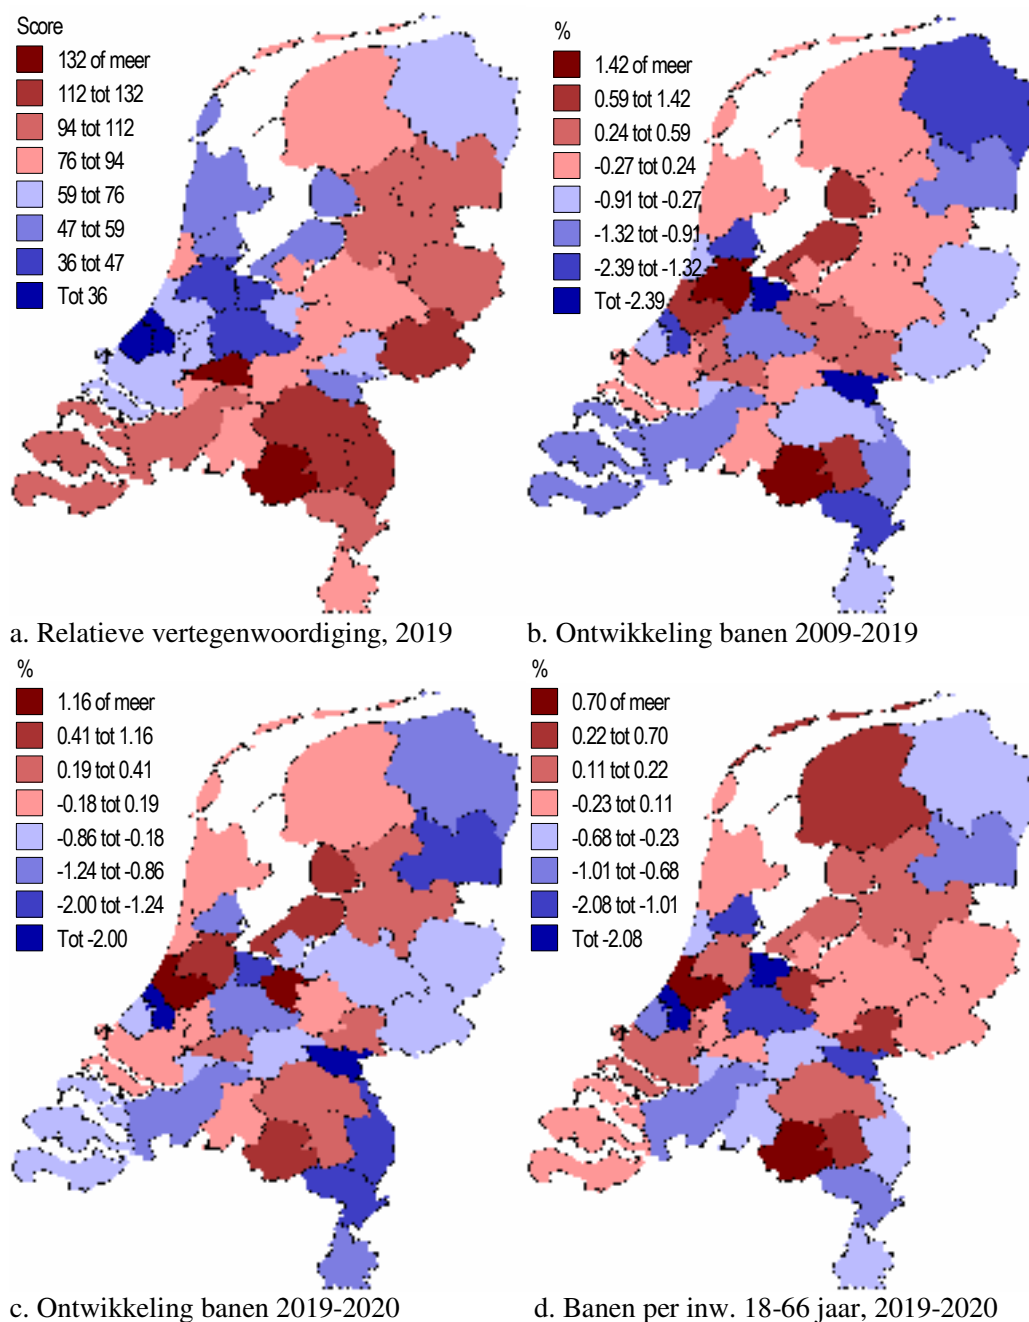 Score
132 of meer
112 tot 132
94 tot 112
76 tot 94
59 tot 76
47 tot 59
36 tot 47
Tot 36
a. Relatieve vertegenwoordiging, 2019
%
1.42 of meer
0.59 tot 1.42
0.24 tot 0.59
-0.27 tot 0.24
-0.91 tot -0.27
-1.32 tot -0.91
-2.39 tot -1.32
Tot -2.39
b. Ontwikkeling banen 2009-2019
%
1.16 of meer
0.41 tot 1.16
0.19 tot 0.41
-0.18 tot 0.19
-0.86 tot -0.18
-1.24 tot -0.86
-2.00 tot -1.24
Tot -2.00
c. Ontwikkeling banen 2019-2020
%
0.70 of meer
0.22 tot 0.70
0.11 tot 0.22
-0.23 tot 0.11
-0.68 tot -0.23
-1.01 tot -0.68
-2.08 tot -1.01
Tot -2.08
d. Banen per inw. 18-66 jaar, 2019-2020